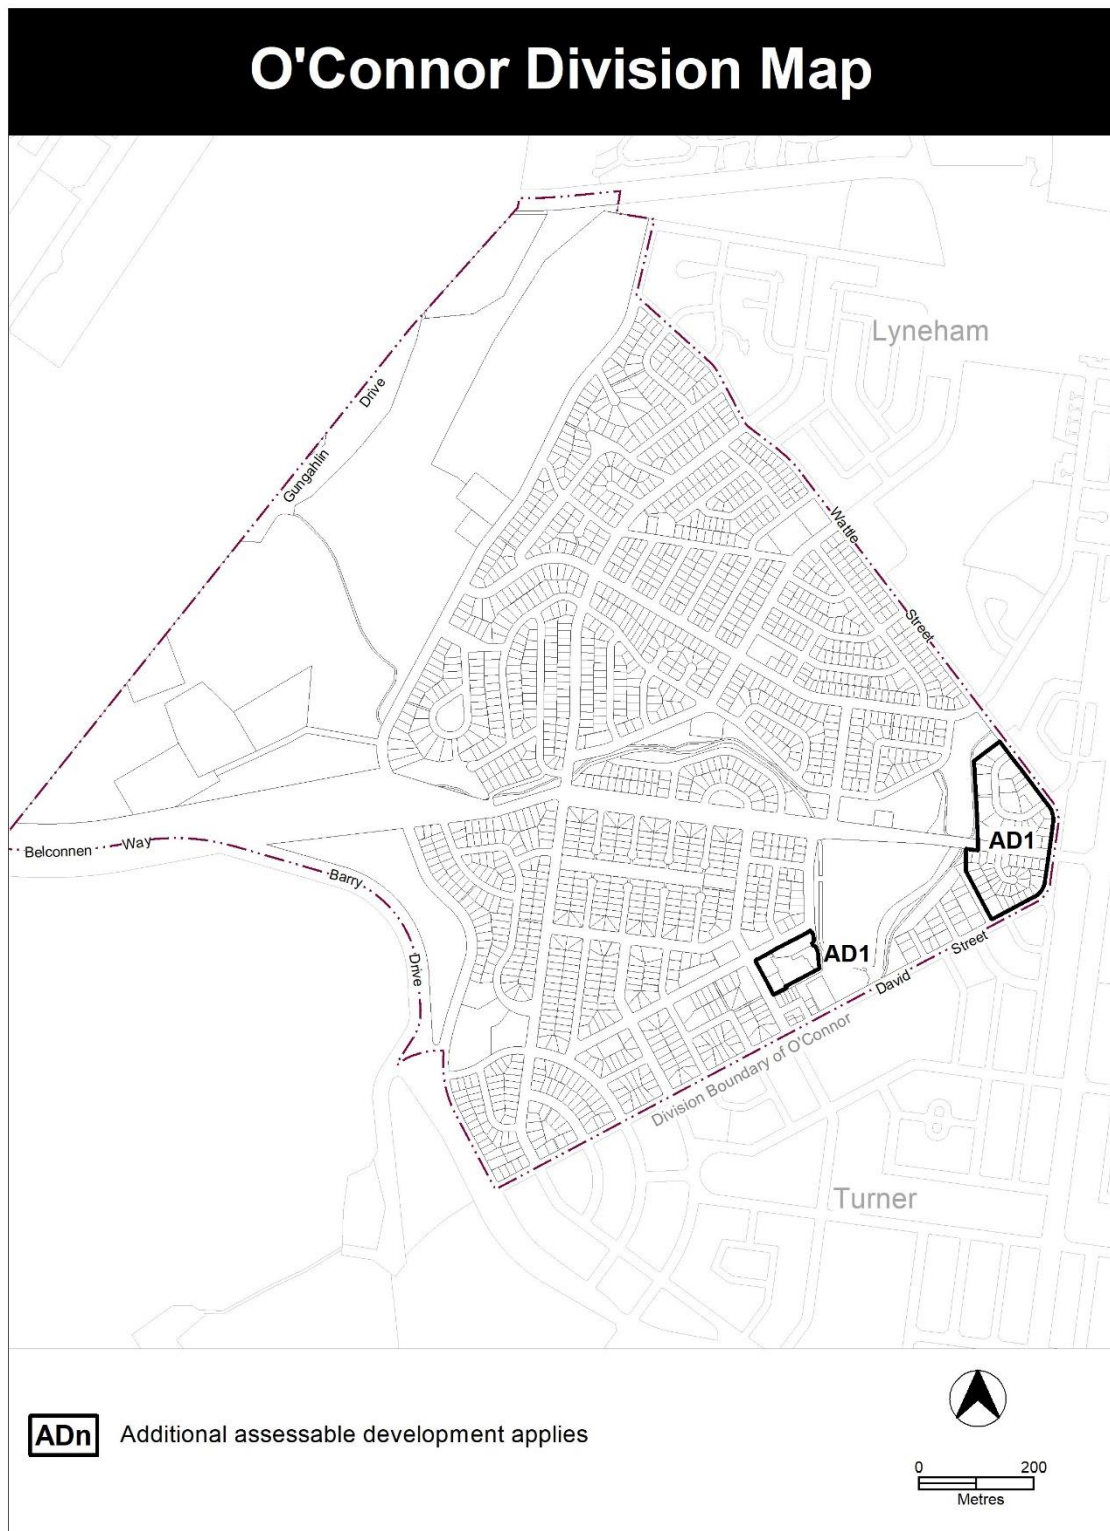 O'Connor Division Map
Lyneham
Drive
Gungahlin
Wattle
Street
Belconnen Way
Barry
Drive
AD1
AD1
Street
David
Division Boundary of O'Connor
Turner
ADn Additional assessable development applies
0 200
Metres